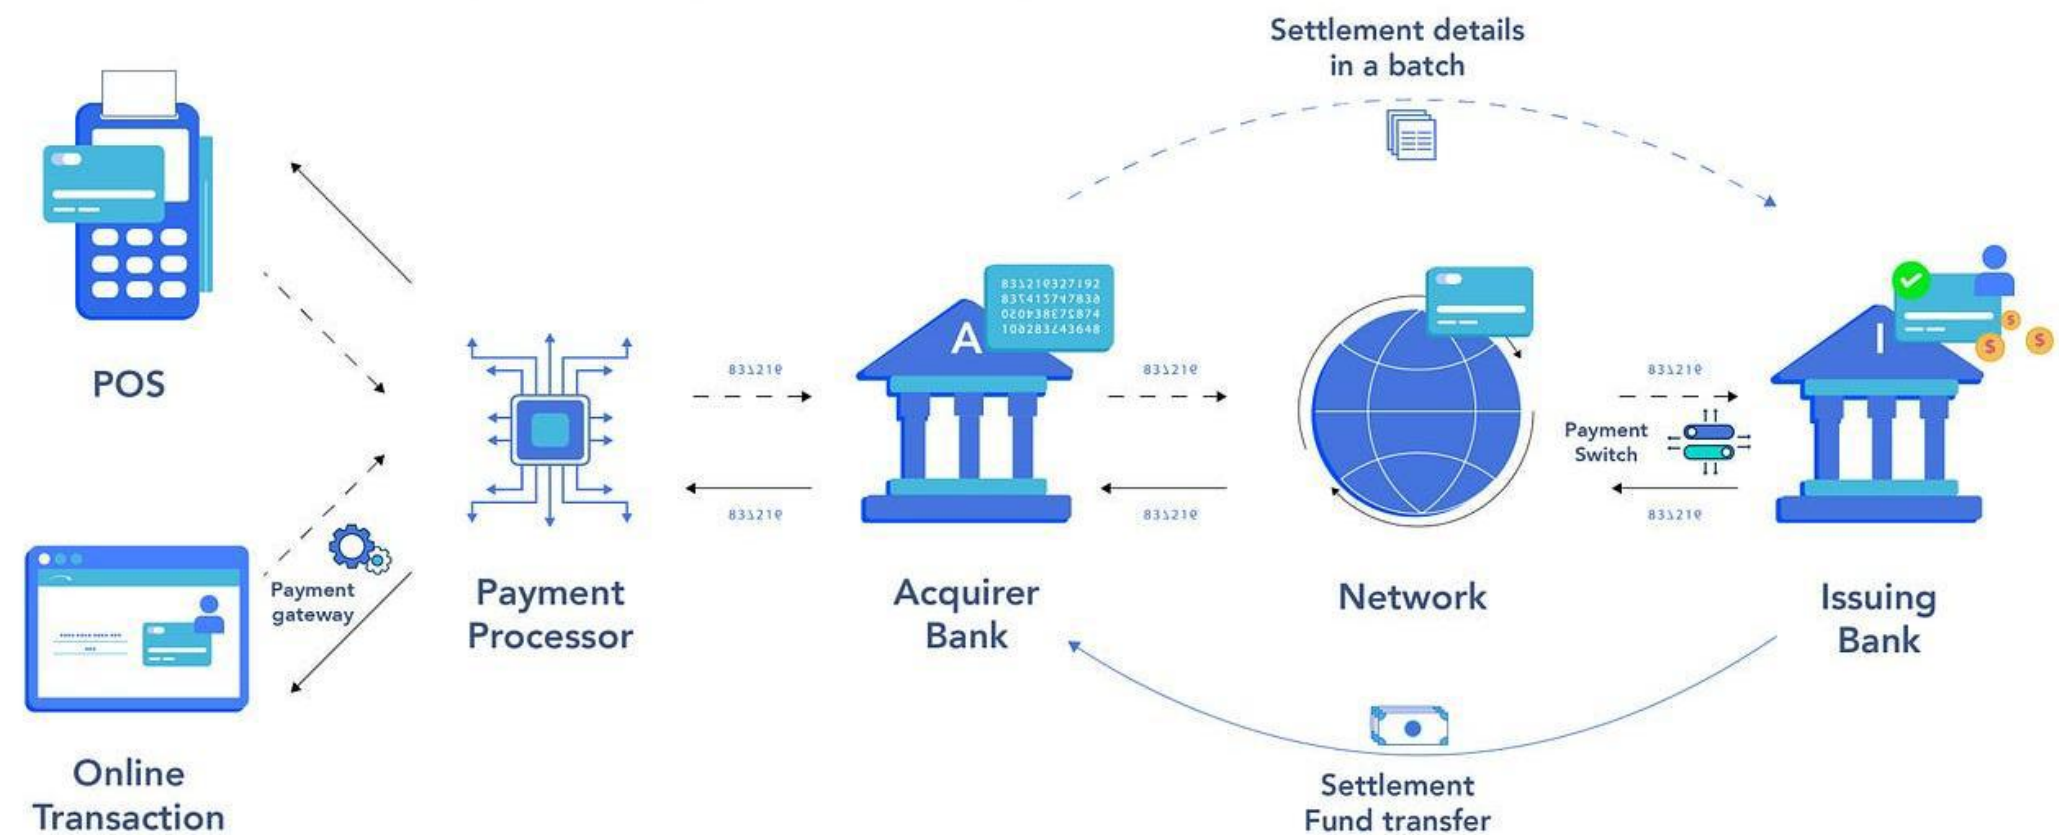 Settlement details
in a batch
POS
A
I
Payment
gateway
Payment
Processor
Acquirer
Bank
Network
Payment
Switch
Issuing
Bank
$
$
$
Online
Transaction
Settlement
Fund transfer